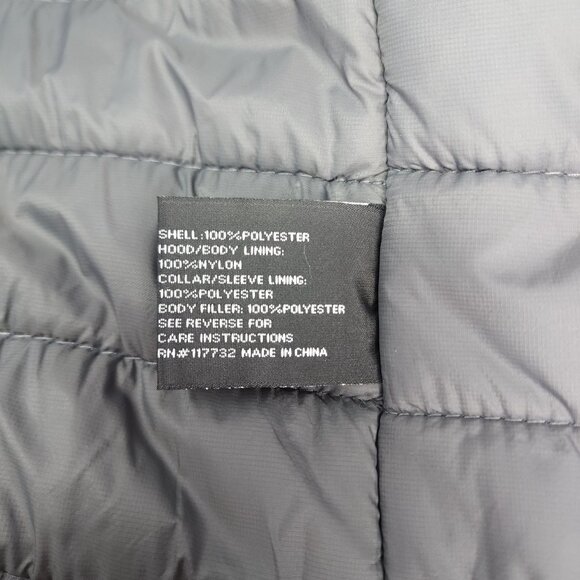 SHELL:100%POLYESTER
HOOD/BODY LINING:
100%NYLON
COLLAR/SLEEVE LINING:
100%POLYESTER
BODY FILLER: 100%POLYESTER
SEE REVERSE FOR
CARE INSTRUCTIONS
RN#117732 MADE IN CHINA